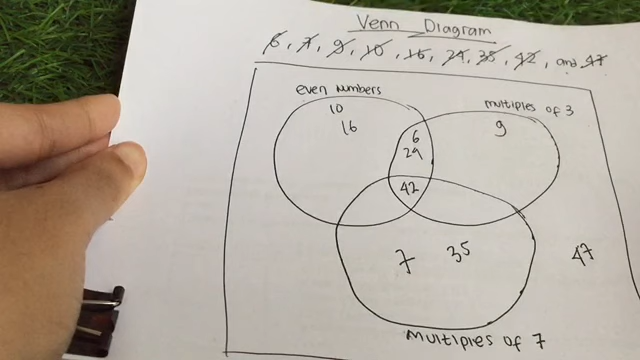 Venn Diagram
6, 7, 9, 10, 16, 24, 35, 42, and 47
even numbers
multiples of 3
10
16
9
6
24
42
7 35
47
Multiples of 7